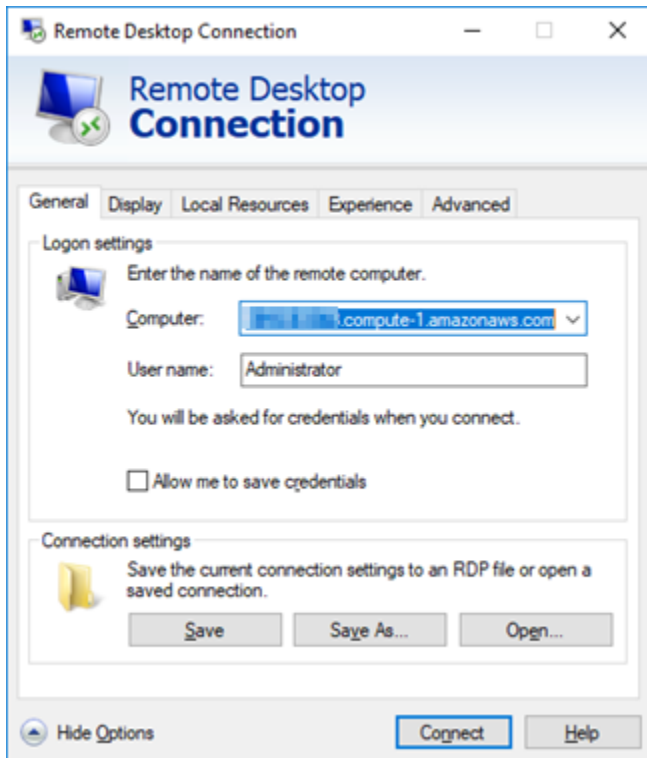 Remote Desktop Connection
Remote Desktop
Connection
General Display Local Resources Experience Advanced
Logon settings
Enter the name of the remote computer.
Computer: .compute-1.amazonaws.com
User name: Administrator
You will be asked for credentials when you connect.
Allow me to save credentials
Connection settings
Save the current connection settings to an RDP file or open a
saved connection.
Save Save As... Open...
Hide Options Connect Help